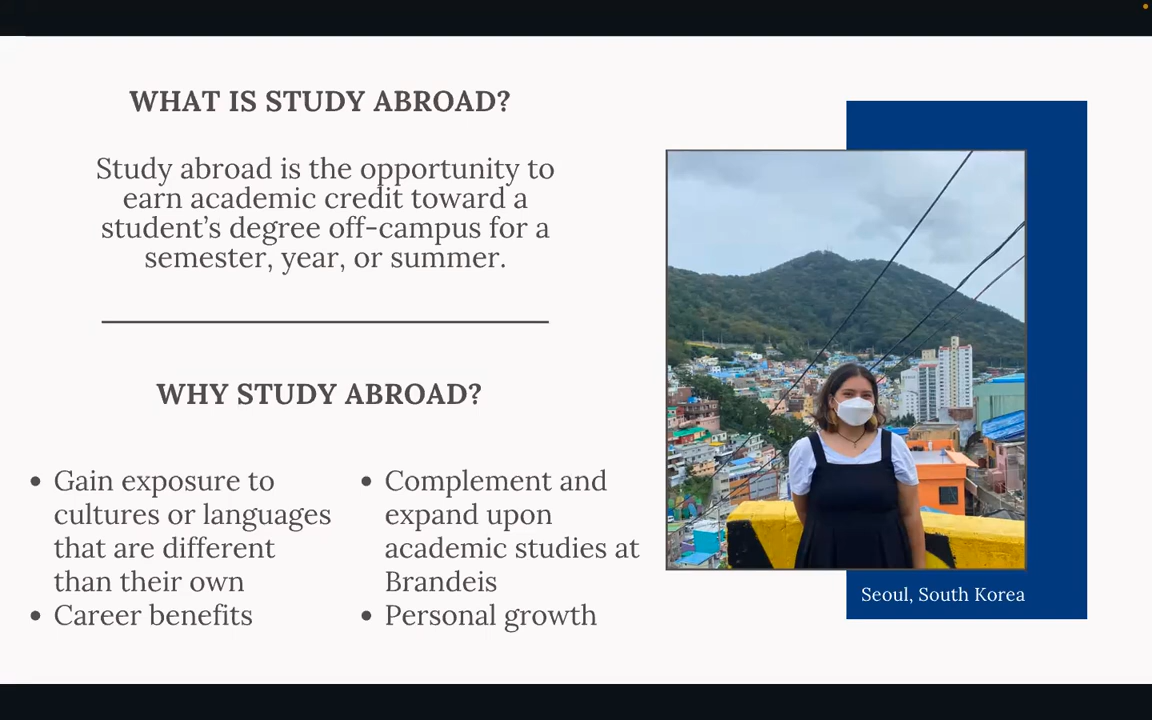 WHAT IS STUDY ABROAD?
Study abroad is the opportunity to
earn academic credit toward a
student’s degree off-campus for a
semester, year, or summer.
WHY STUDY ABROAD?
• Gain exposure to
cultures or languages
that are different
than their own
• Career benefits
• Complement and
expand upon
academic studies at
Brandeis
• Personal growth
Seoul, South Korea